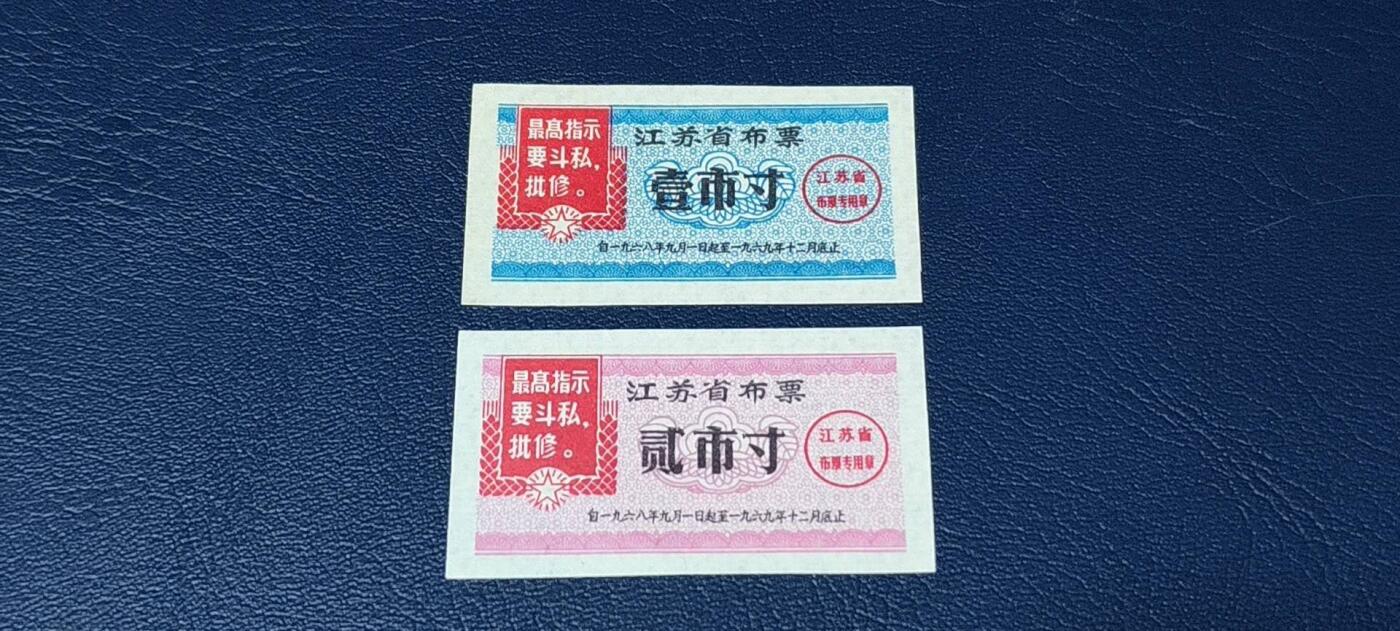 最高指示
要斗私，
批修。
江苏省布票
壹市寸
江苏省
布票专用章
自一九六八年九月一日起至一九六九年十二月底止
最高指示
要斗私，
批修。
江苏省布票
贰市寸
江苏省
布票专用章
自一九六八年九月一日起至一九六九年十二月底止